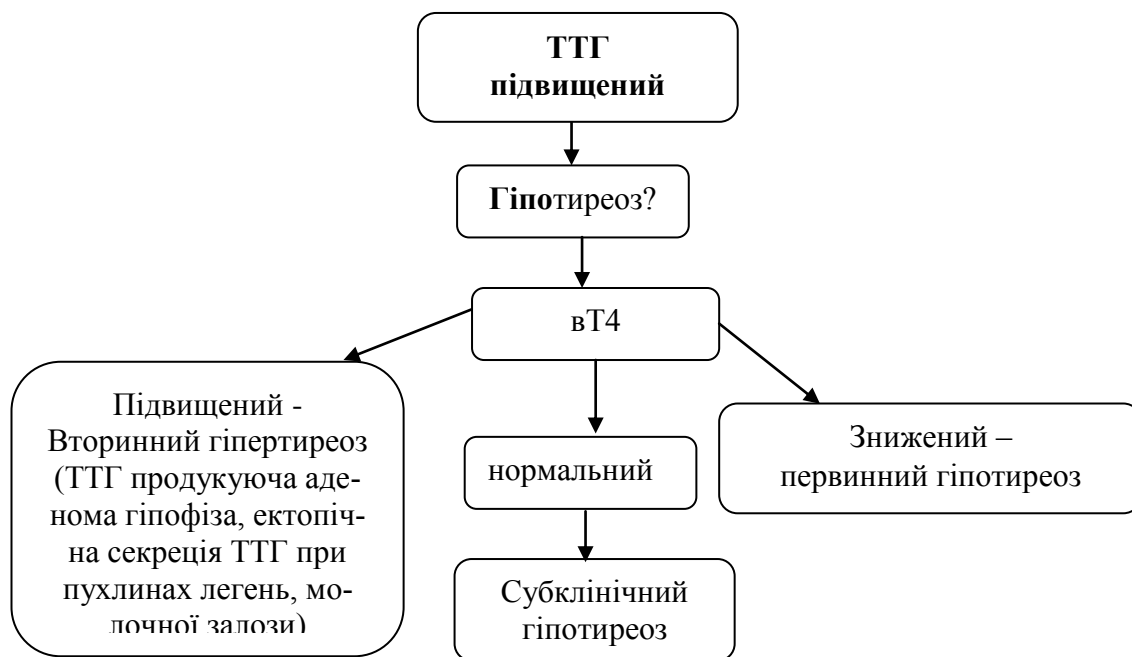 ТТГ
підвищений
Гіпотиреоз?
вТ4
Підвищений -
Вторинний гіпертиреоз
(ТТГ продукуюча аде-
нома гіпофіза, ектопіч-
на секреція ТТГ при
пухлинах легень, мо-
лочної залози)
нормальний
Субклінічний
гіпотиреоз
Знижений –
первинний гіпотиреоз